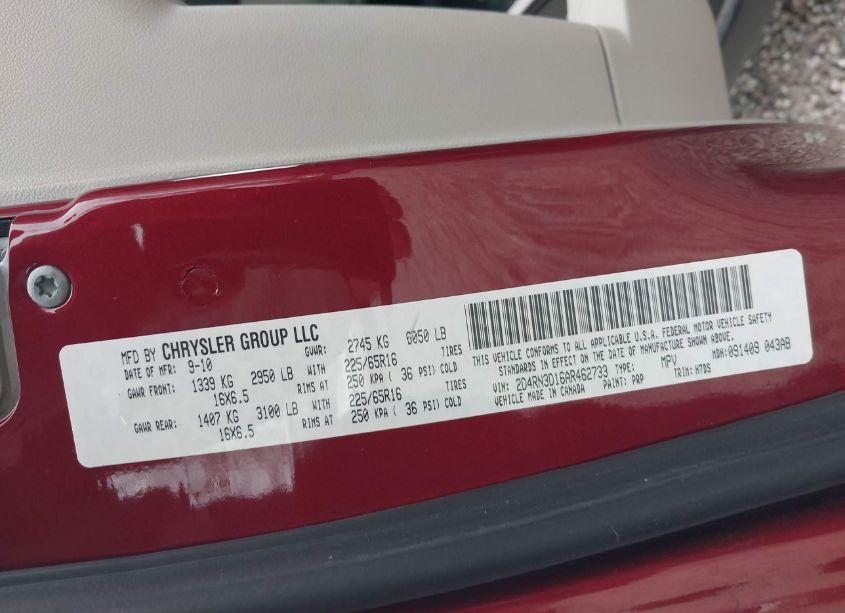 MFD BY CHRYSLER GROUP LLC
DATE OF MFR: 9-10 GVWR: 2745 KG 6050 LB
GAWR FRONT: 1339 KG 2950 LB WITH 225/65R16 TIRES
16X6.5 RIMS AT 250 KPA ( 36 PSI) COLD
GAWR REAR: 1407 KG 3100 LB WITH 225/65R16 TIRES
16X6.5 RIMS AT 250 KPA ( 36 PSI) COLD
THIS VEHICLE CONFORMS TO ALL APPLICABLE U.S.A. FEDERAL MOTOR VEHICLE SAFETY
STANDARDS IN EFFECT ON THE DATE OF MANUFACTURE SHOWN ABOVE.
VIN: 2D4RN3D16AR462733 TYPE: MPV MDH: 091409 043AB
VEHICLE MADE IN CANADA PAINT: PRP TRIM: H7DS